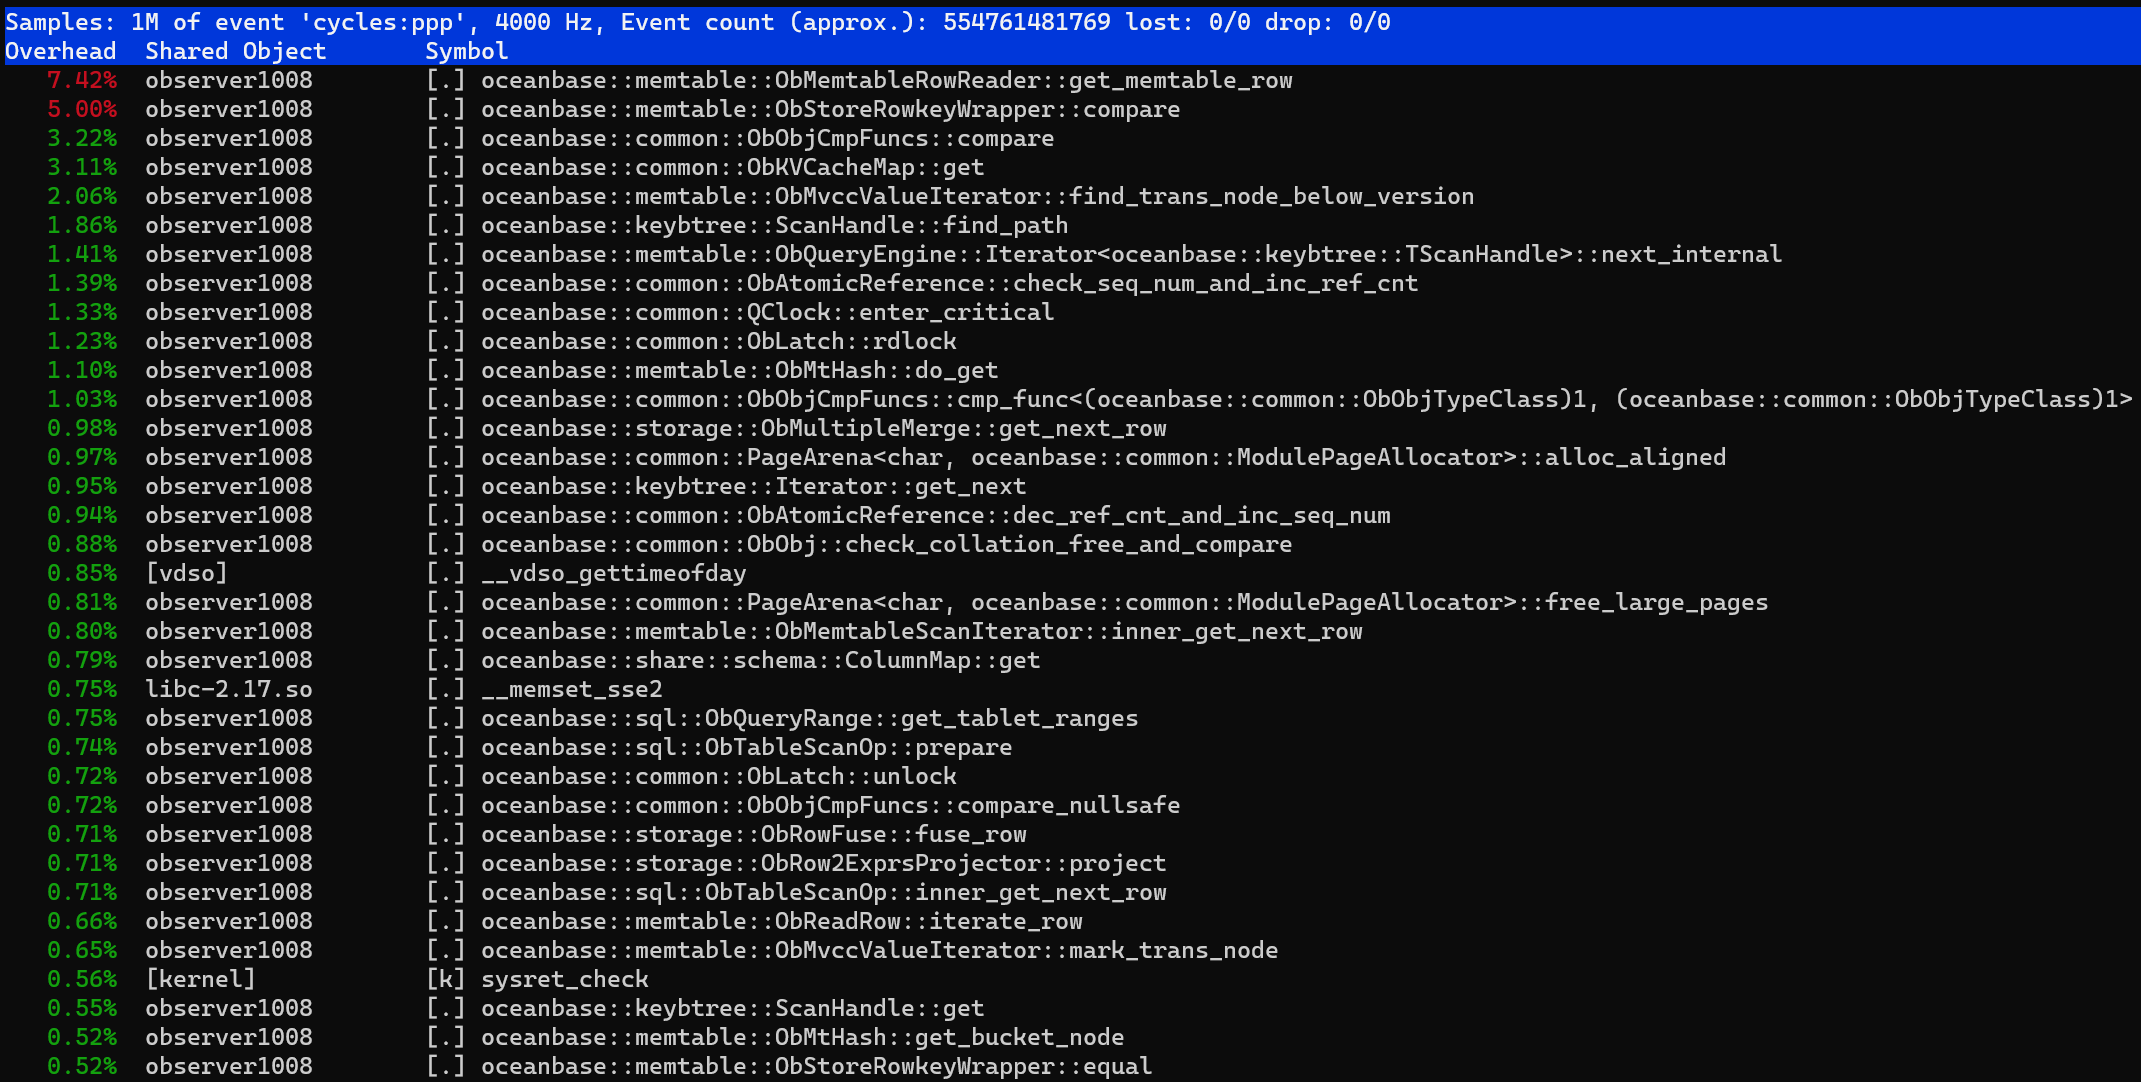 Samples: 1M of event 'cycles:ppp', 4000 Hz, Event count (approx.): 554761481769 lost: 0/0 drop: 0/0
Overhead  Shared Object       Symbol
7.42%  observer1008        [.] oceanbase::memtable::ObMemtableRowReader::get_memtable_row
5.00%  observer1008        [.] oceanbase::memtable::ObStoreRowkeyWrapper::compare
3.22%  observer1008        [.] oceanbase::common::ObObjCmpFuncs::compare
3.11%  observer1008        [.] oceanbase::common::ObKVCacheMap::get
2.06%  observer1008        [.] oceanbase::memtable::ObMvccValueIterator::find_trans_node_below_version
1.86%  observer1008        [.] oceanbase::keybtree::ScanHandle::find_path
1.41%  observer1008        [.] oceanbase::memtable::ObQueryEngine::Iterator<oceanbase::keybtree::TScanHandle>::next_internal
1.39%  observer1008        [.] oceanbase::common::ObAtomicReference::check_seq_num_and_inc_ref_cnt
1.33%  observer1008        [.] oceanbase::common::QClock::enter_critical
1.23%  observer1008        [.] oceanbase::common::ObLatch::rdlock
1.10%  observer1008        [.] oceanbase::memtable::ObMtHash::do_get
1.03%  observer1008        [.] oceanbase::common::ObObjCmpFuncs::cmp_func<(oceanbase::common::ObObjTypeClass)1, (oceanbase::common::ObObjTypeClass)1>
0.98%  observer1008        [.] oceanbase::storage::ObMultipleMerge::get_next_row
0.97%  observer1008        [.] oceanbase::common::PageArena<char, oceanbase::common::ModulePageAllocator>::alloc_aligned
0.95%  observer1008        [.] oceanbase::keybtree::Iterator::get_next
0.94%  observer1008        [.] oceanbase::common::ObAtomicReference::dec_ref_cnt_and_inc_seq_num
0.88%  observer1008        [.] oceanbase::common::ObObj::check_collation_free_and_compare
0.85%  [vdso]              [.] __vdso_gettimeofday
0.81%  observer1008        [.] oceanbase::common::PageArena<char, oceanbase::common::ModulePageAllocator>::free_large_pages
0.80%  observer1008        [.] oceanbase::memtable::ObMemtableScanIterator::inner_get_next_row
0.79%  observer1008        [.] oceanbase::share::schema::ColumnMap::get
0.75%  libc-2.17.so        [.] __memset_sse2
0.75%  observer1008        [.] oceanbase::sql::ObQueryRange::get_tablet_ranges
0.74%  observer1008        [.] oceanbase::sql::ObTableScanOp::prepare
0.72%  observer1008        [.] oceanbase::common::ObLatch::unlock
0.72%  observer1008        [.] oceanbase::common::ObObjCmpFuncs::compare_nullsafe
0.71%  observer1008        [.] oceanbase::storage::ObRowFuse::fuse_row
0.71%  observer1008        [.] oceanbase::storage::ObRow2ExprsProjector::project
0.71%  observer1008        [.] oceanbase::sql::ObTableScanOp::inner_get_next_row
0.66%  observer1008        [.] oceanbase::memtable::ObReadRow::iterate_row
0.65%  observer1008        [.] oceanbase::memtable::ObMvccValueIterator::mark_trans_node
0.56%  [kernel]            [k] sysret_check
0.55%  observer1008        [.] oceanbase::keybtree::ScanHandle::get
0.52%  observer1008        [.] oceanbase::memtable::ObMtHash::get_bucket_node
0.52%  observer1008        [.] oceanbase::memtable::ObStoreRowkeyWrapper::equal